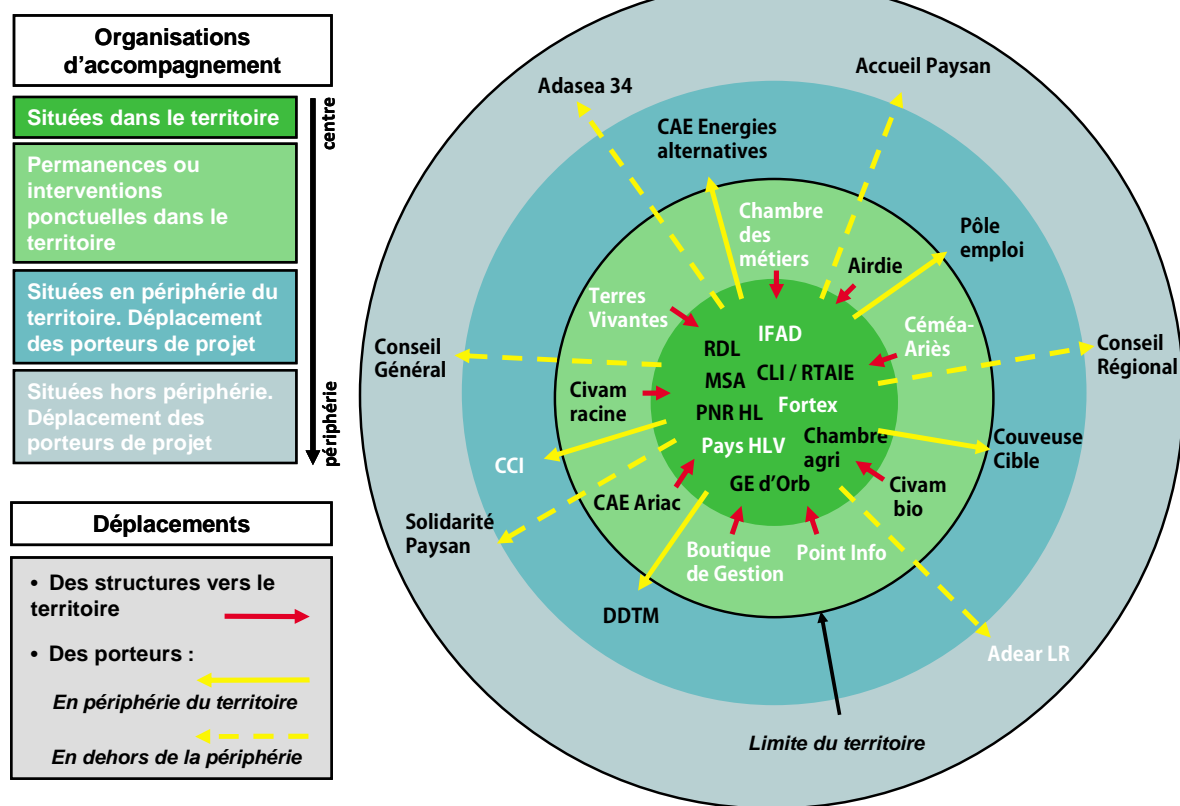 Organisations
d'accompagnement
Situées dans le territoire
Permanences ou
interventions
ponctuelles dans le
territoire
Situées en périphérie du
territoire. Déplacement
des porteurs de projet
Situées hors périphérie.
Déplacement des
porteurs de projet
centre
périphérie
Déplacements
• Des structures vers le
territoire
• Des porteurs :
En périphérie du territoire
En dehors de la périphérie
Adasea 34
Accueil Paysan
CAE Energies
alternatives
Chambre
des
métiers
Pôle
emploi
Airdie
Terres
Vivantes
IFAD
Céméa-
Ariès
Conseil
Général
RDL
Conseil
Régional
MSA
CLI / RTAIE
Civam
racine
PNR HL
Fortex
Pays HLV
Chambre
agri
Couveuse
Cible
CCI
CAE Ariac
GE d'Orb
Civam
bio
Solidarité
Paysan
Boutique
de Gestion
Point Info
DDTM
Adear LR
Limite du territoire